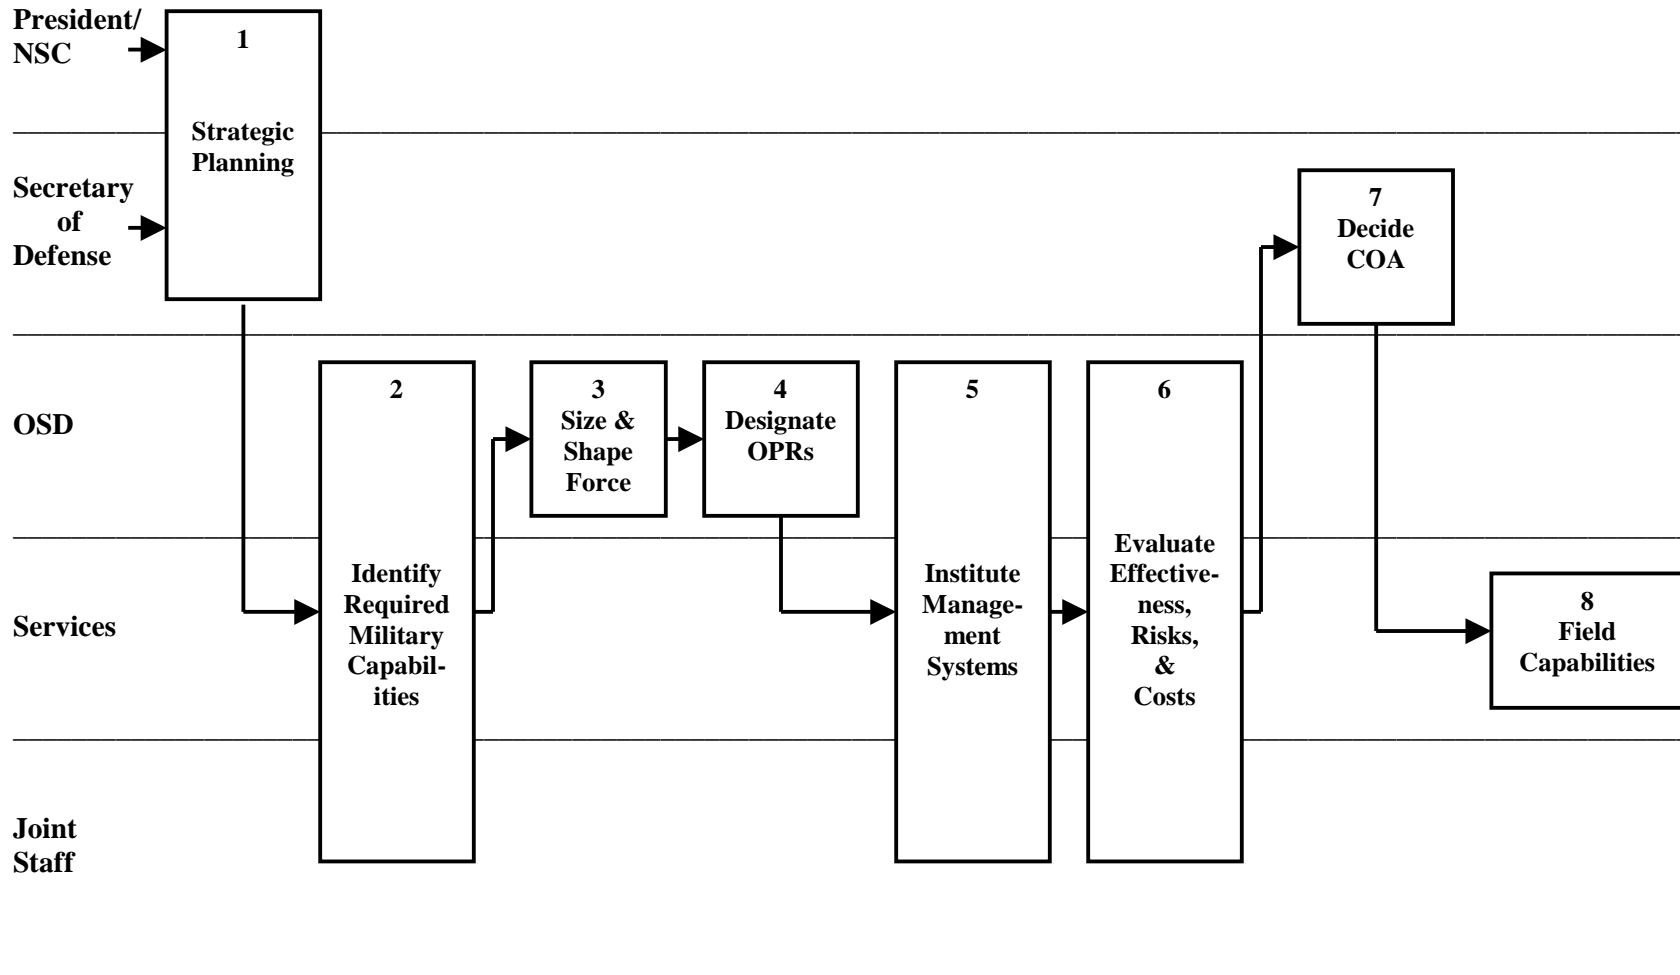 President/
NSC
1
Strategic
Planning
Secretary
of
Defense
7
Decide
COA
OSD
2
Identify
Required
Military
Capabil-
ities
3
Size &
Shape
Force
4
Designate
OPRs
5
Institute
Manage-
ment
Systems
6
Evaluate
Effective-
ness,
Risks,
&
Costs
Services
8
Field
Capabilities
Joint
Staff